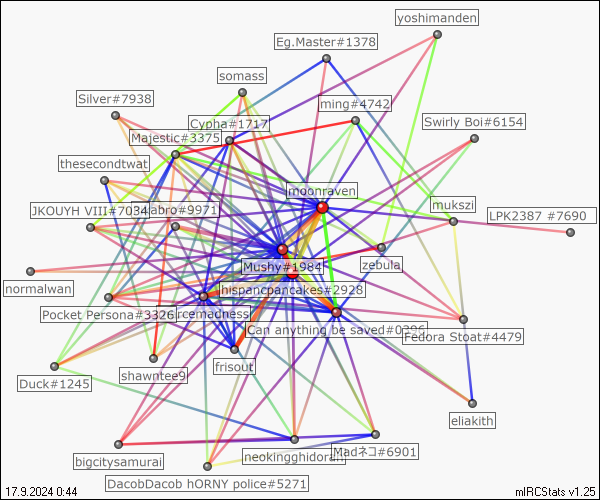 yoshimanden
Eg.Master#1378
somass
Silver#7938
ming#4742
Swirly Boi#6154
Cypha#1717
Majestic#3375
thesecondtwat
moonraven
mukszi
LPK2387 #7690
JKOUYH VIII#7034
abro#9971
zebula
Mushy#1984
normalwan
hispancpancakes#2928
Pocket Persona#3326
rcemadness
Can anything be saved#0296
Fedora Stoat#4479
frisout
shawntee9
Duck#1245
eliakith
neokingghidorah
Madネコ#6901
bigcitysamurai
DacobDacob hORNY police#5271
17.9.2024 0:44
mIRCStats v1.25